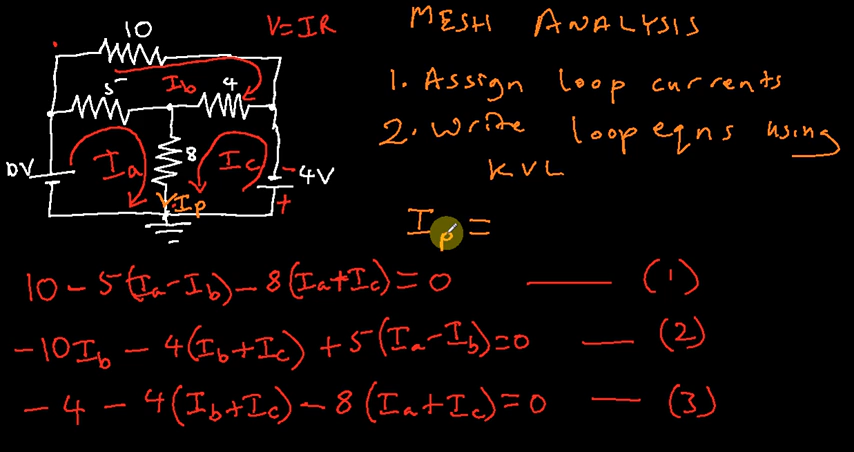 MESH ANALYSIS
1. Assign loop currents
2. Write loop eqns using
KVL
V=IR
10
Ib
5
4
8
Ia
Ic
0V
- 4V
+
Ip
Ip =
10 - 5(Ia-Ib) - 8(Ia+Ic) = 0 —— (1)
-10Ib - 4(Ib+Ic) + 5(Ia-Ib)=0 —— (2)
-4 - 4(Ib+Ic) - 8(Ia+Ic)=0 —— (3)